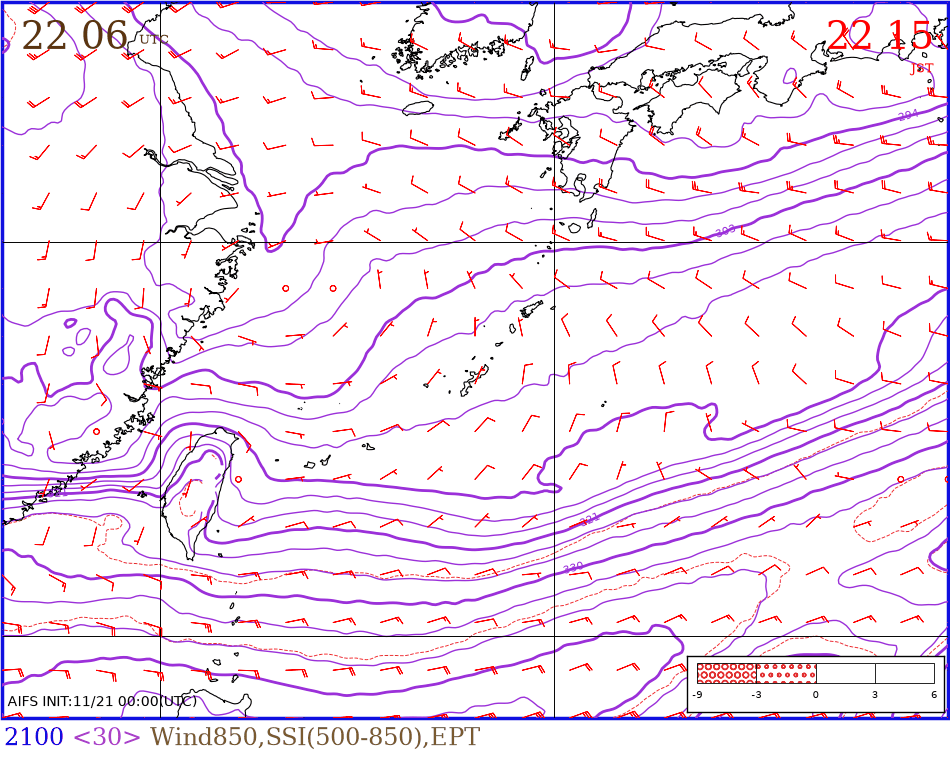 22 06 UTC
22 15
JST
294
303
321
330
-9 -3 0 3 6
AIFS INIT:11/21 00:00(UTC)
2100 <30> Wind850,SSI(500-850),EPT